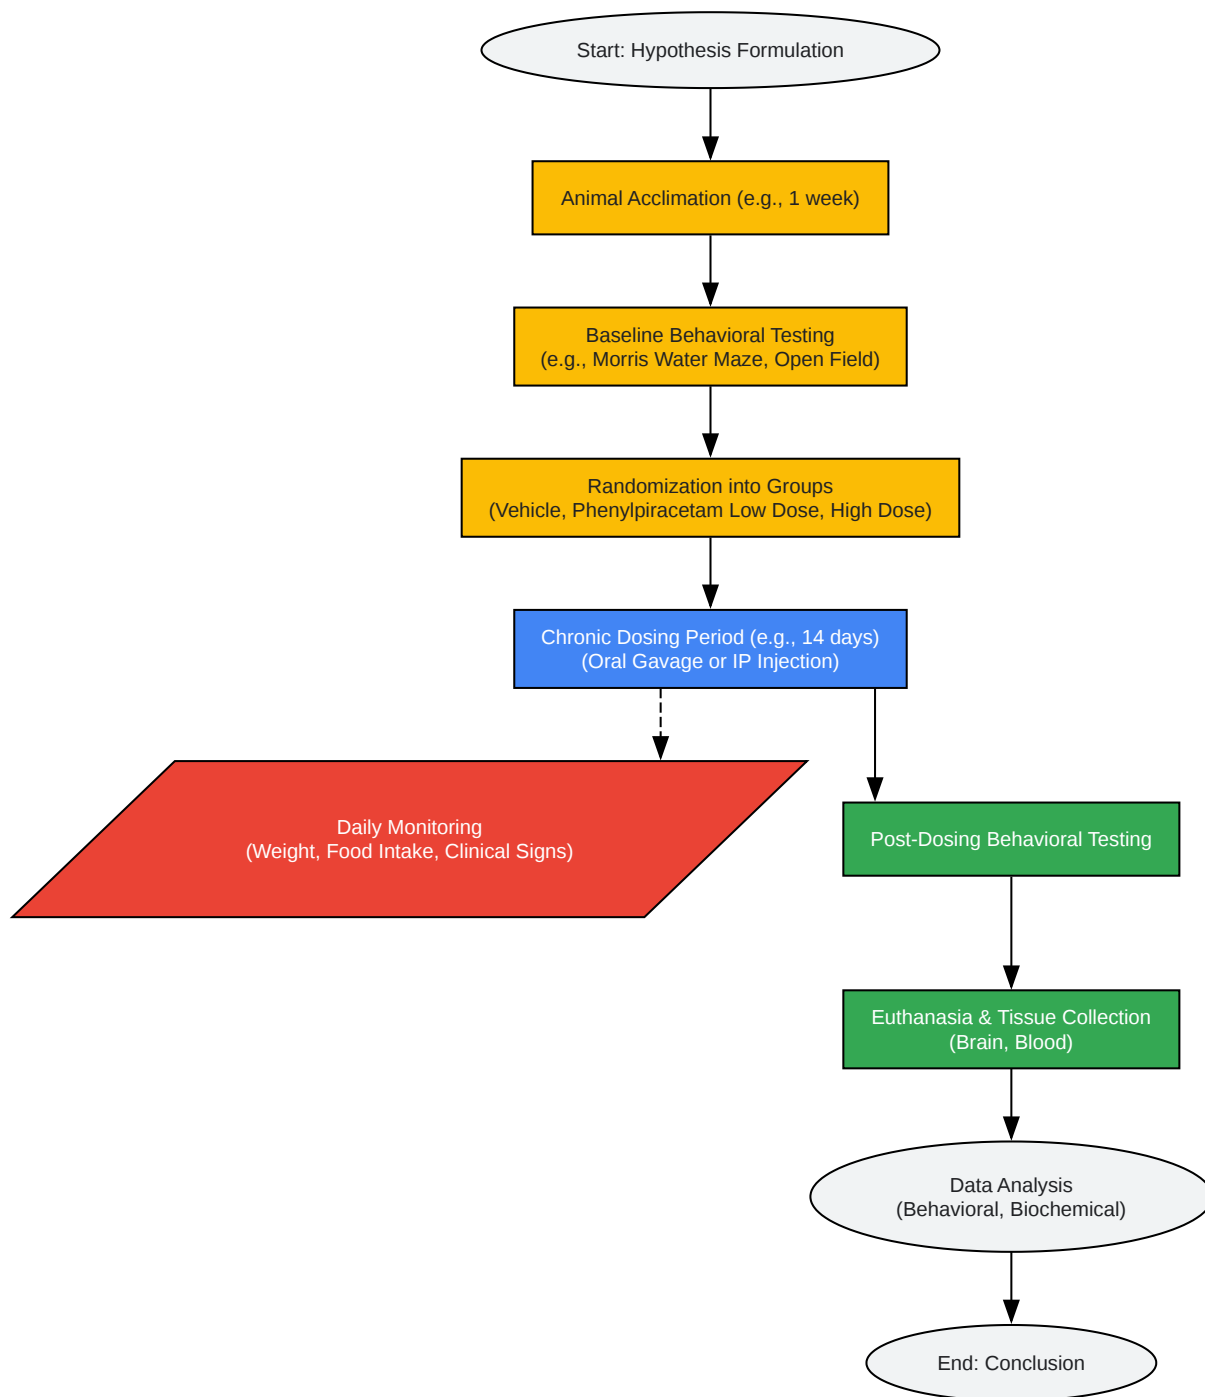 Start: Hypothesis Formulation
Animal Acclimation (e.g., 1 week)
Baseline Behavioral Testing
(e.g., Morris Water Maze, Open Field)
Randomization into Groups
(Vehicle, Phenylpiracetam Low Dose, High Dose)
Chronic Dosing Period (e.g., 14 days)
(Oral Gavage or IP Injection)
Daily Monitoring
(Weight, Food Intake, Clinical Signs)
Post-Dosing Behavioral Testing
Euthanasia & Tissue Collection
(Brain, Blood)
Data Analysis
(Behavioral, Biochemical)
End: Conclusion